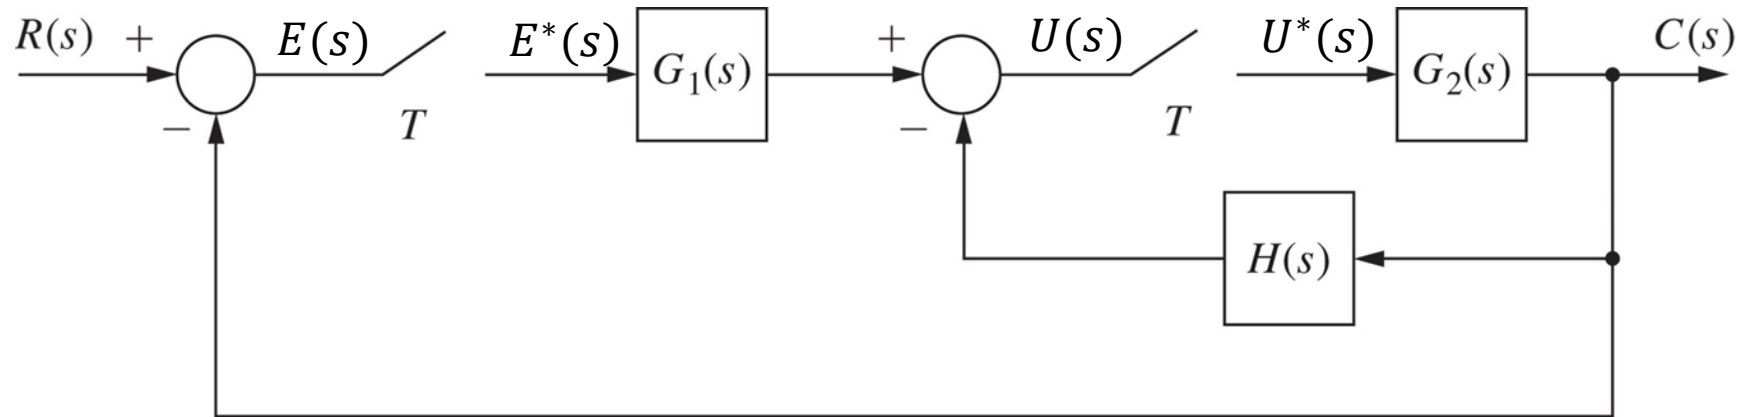 R(s) + E(s) E*(s) G₁(s) + U(s) U*(s) G₂(s) C(s)
− T − T
H(s)